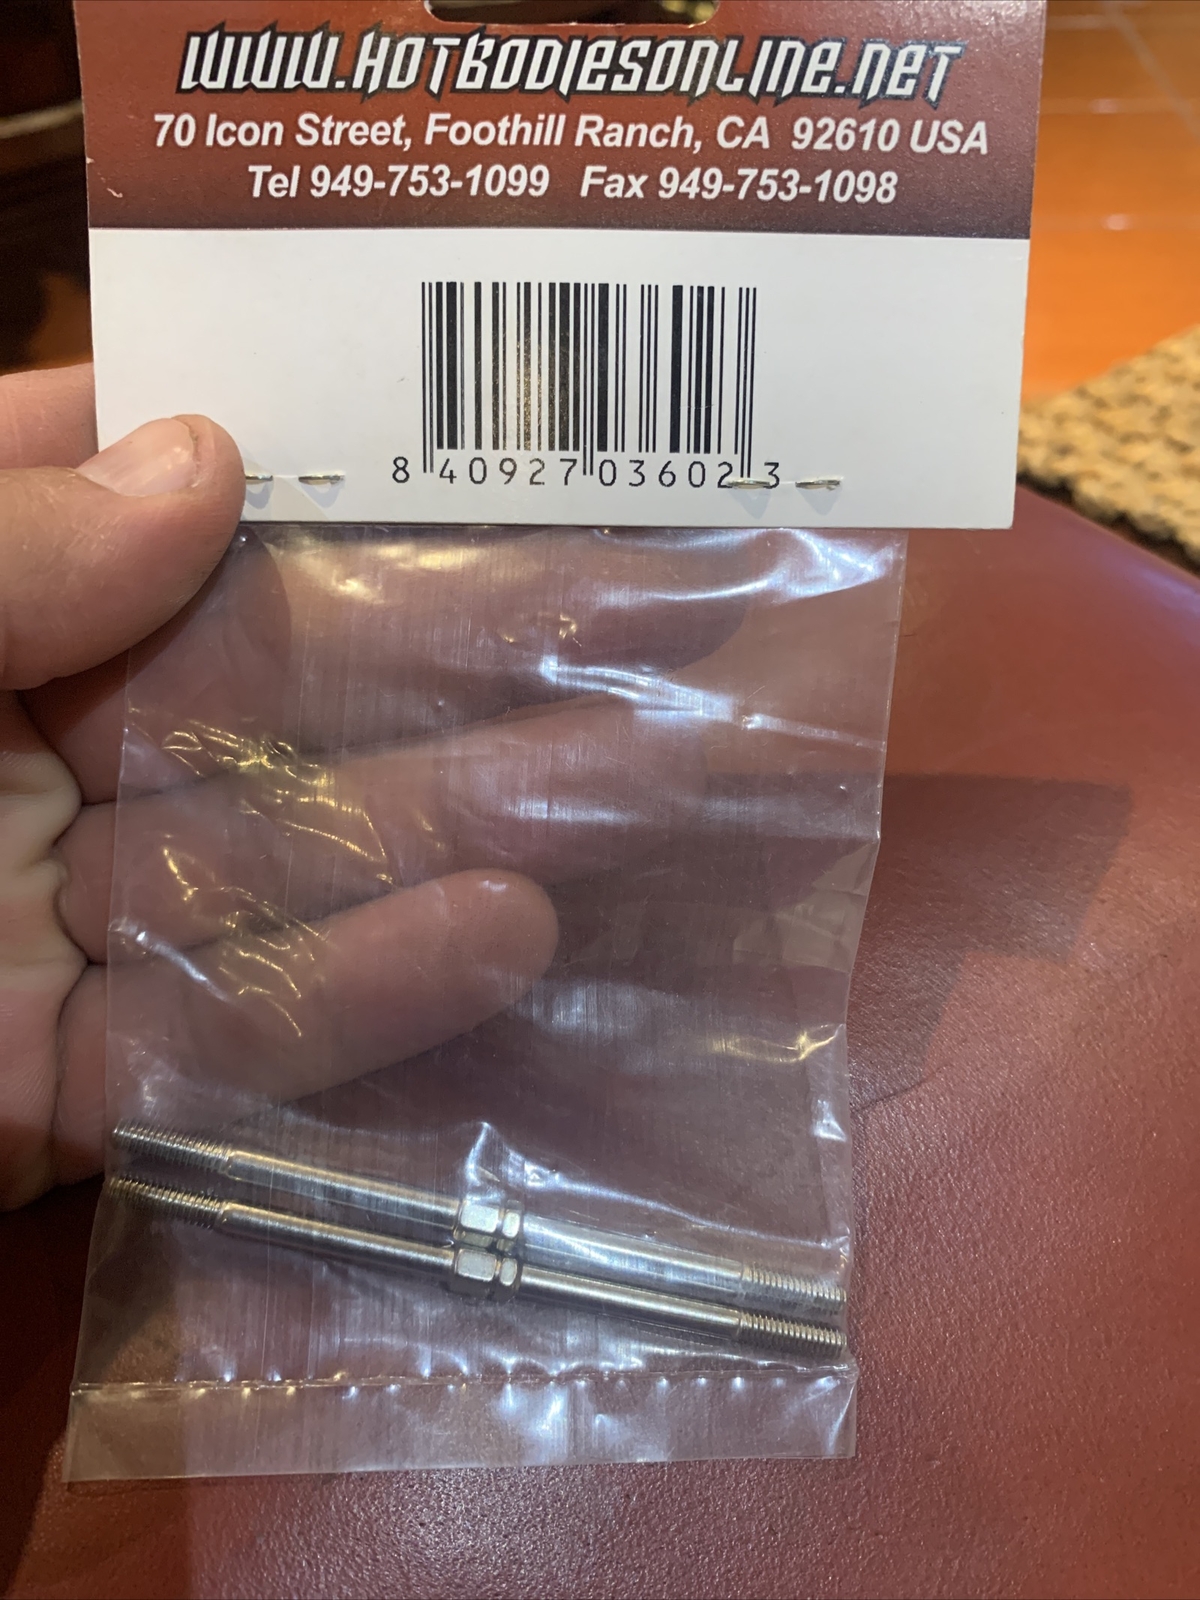 WWW.HOTBODIESONLINE.NET
70 Icon Street, Foothill Ranch, CA 92610 USA
Tel 949-753-1099 Fax 949-753-1098
8 40927 03602 3